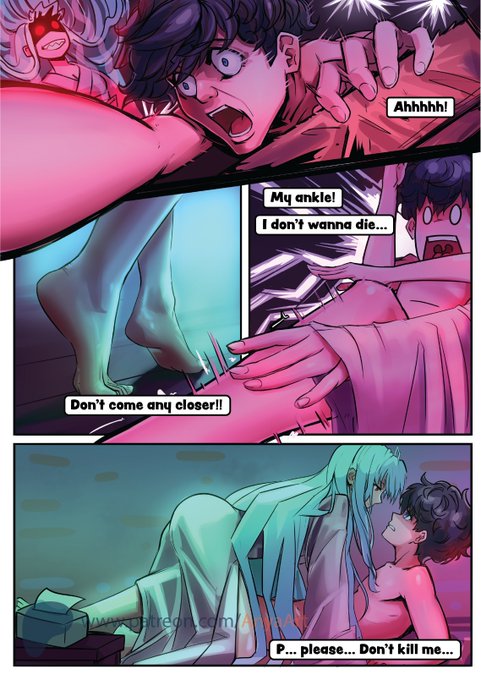 Ahhhhh!
My ankle!
I don't wanna die...
Don't come any closer!!
www.patreon.com/
P... please... Don't kill me...